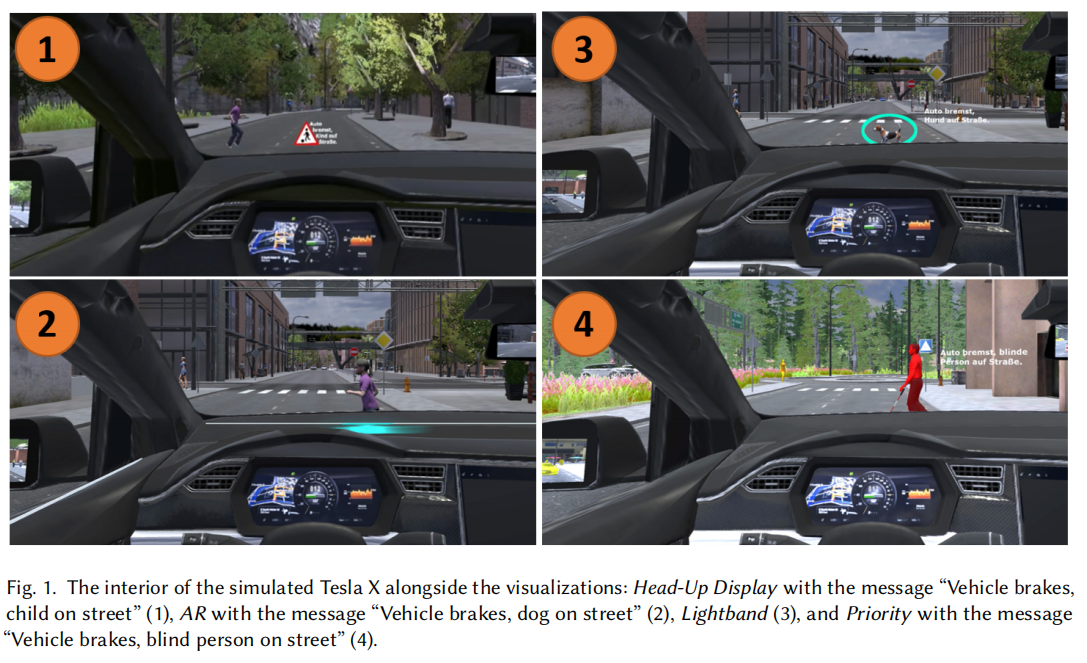 1
Auto
bremst,
Kind auf
Straße.
3
Auto bremst,
Hund auf Straße.
2
4
Auto bremst, blinde
Person auf Straße.
Fig. 1. The interior of the simulated Tesla X alongside the visualizations: Head-Up Display with the message “Vehicle brakes,
child on street” (1), AR with the message “Vehicle brakes, dog on street” (2), Lightband (3), and Priority with the message
“Vehicle brakes, blind person on street” (4).